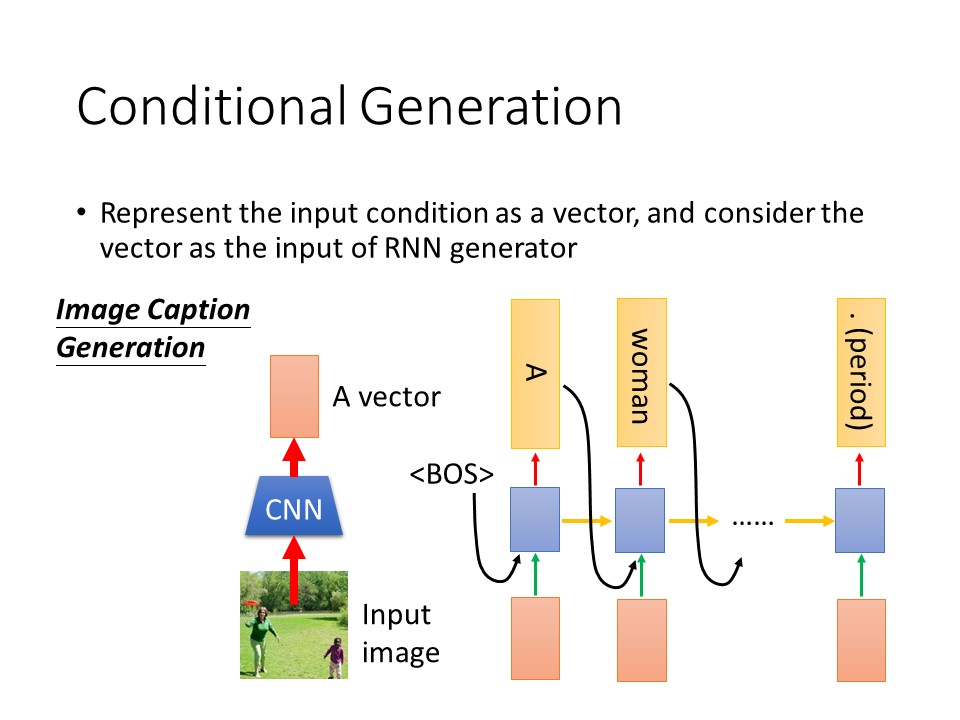 Conditional Generation
• Represent the input condition as a vector, and consider the
vector as the input of RNN generator
Image Caption
Generation
A vector
CNN
Input
image
<BOS>
A
woman
......
. (period)